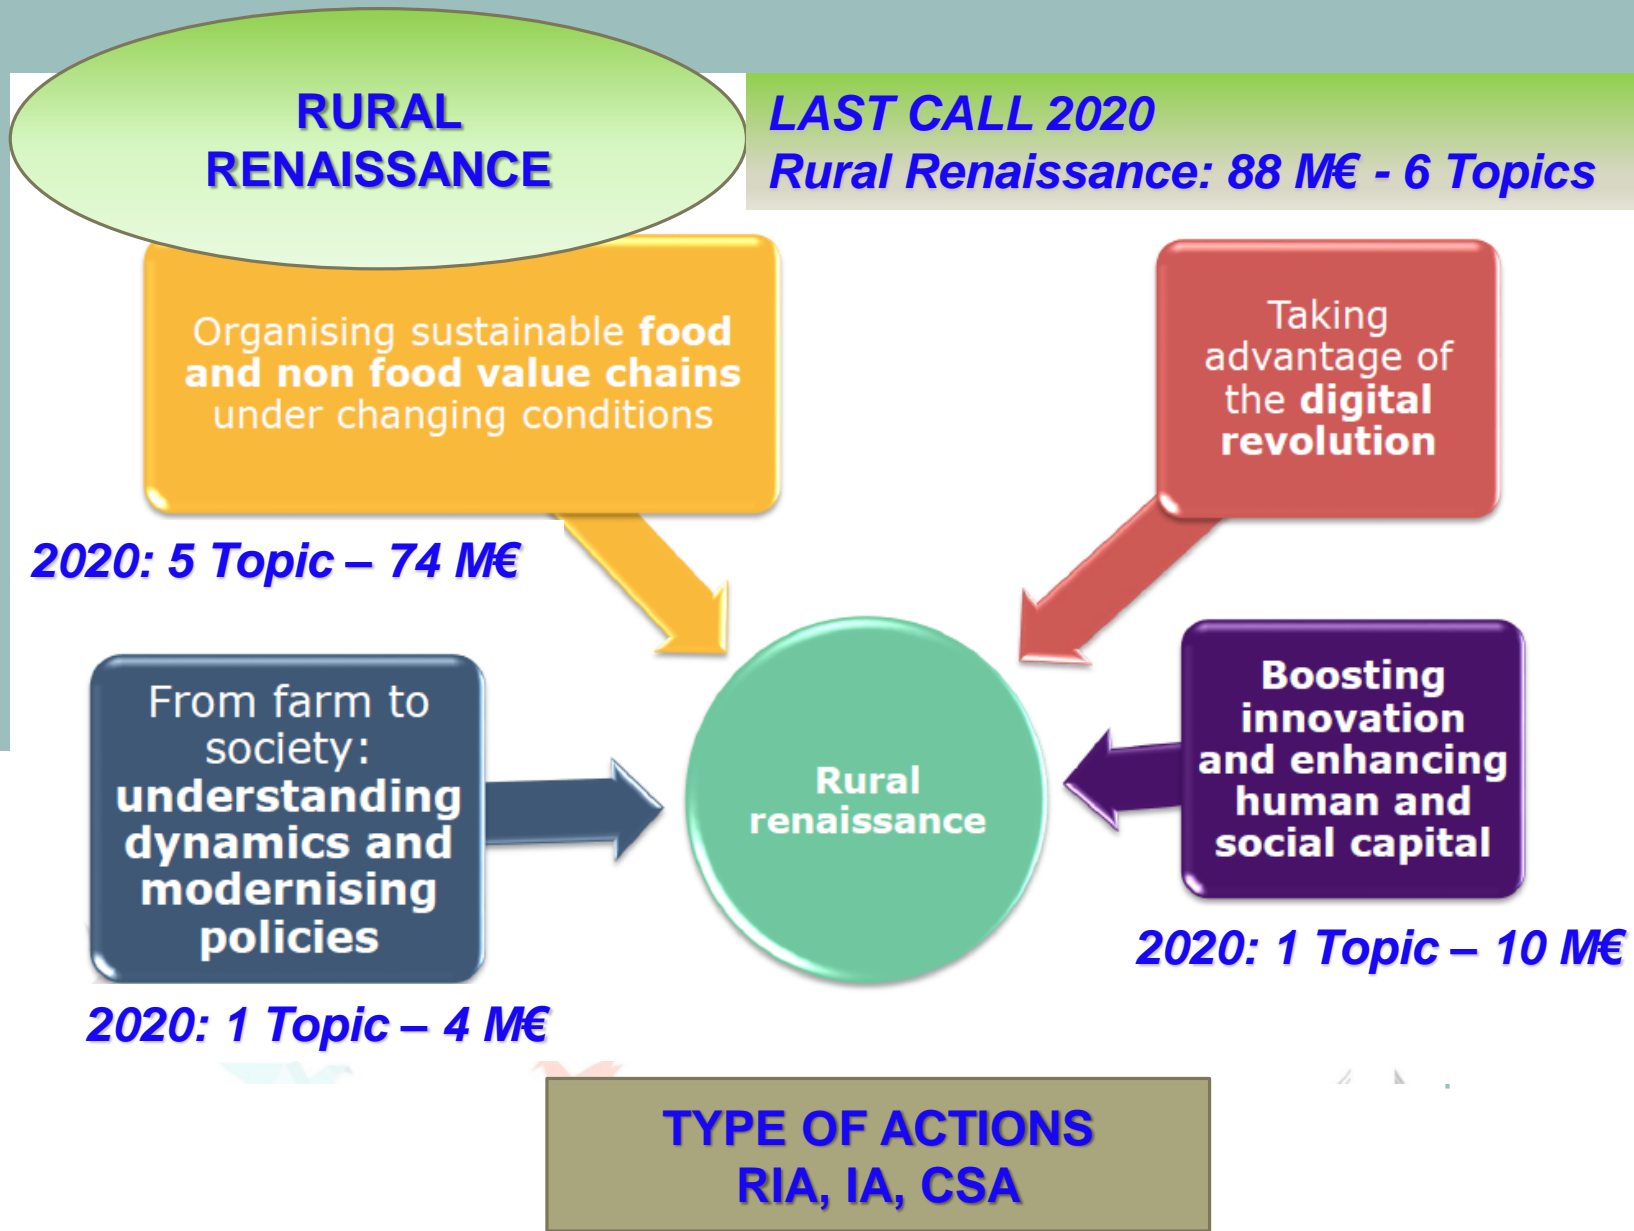 RURAL
RENAISSANCE
LAST CALL 2020
Rural Renaissance: 88 M€ - 6 Topics
Organising sustainable food
and non food value chains
under changing conditions
Taking
advantage of
the digital
revolution
2020: 5 Topic – 74 M€
From farm to
society:
understanding
dynamics and
modernising
policies
Rural
renaissance
Boosting
innovation
and enhancing
human and
social capital
2020: 1 Topic – 10 M€
2020: 1 Topic – 4 M€
TYPE OF ACTIONS
RIA, IA, CSA